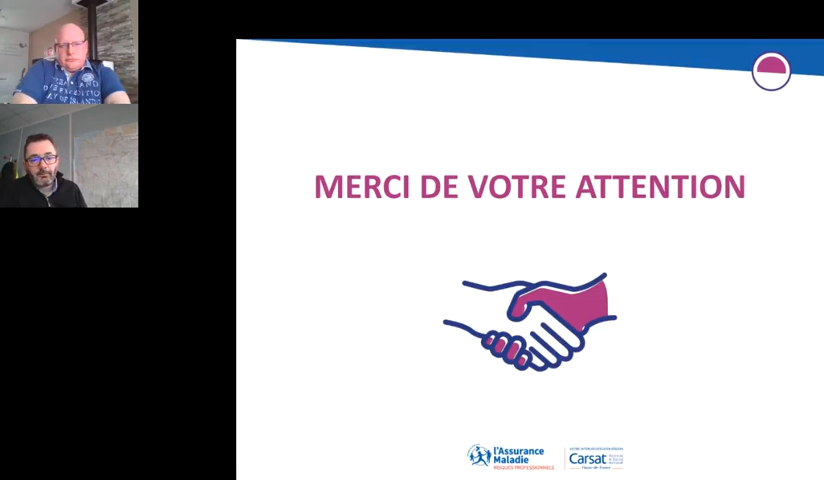 MERCI DE VOTRE ATTENTION
l'Assurance
Maladie
RISQUES PROFESSIONNELS
Carsat